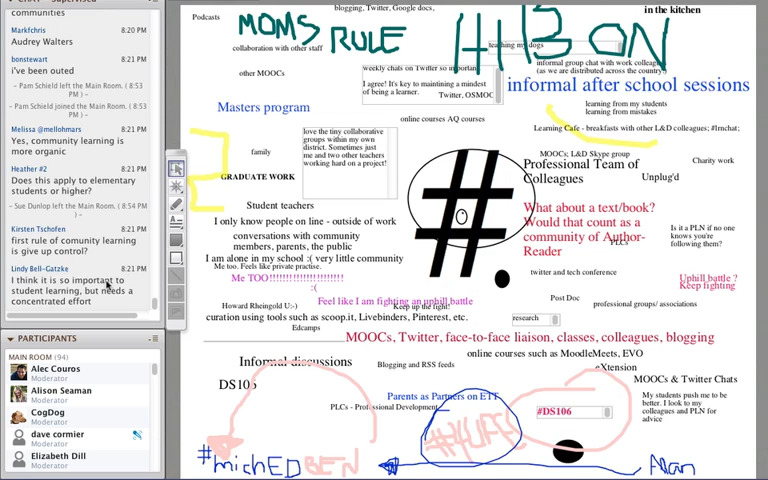 communities
Markfchris 8:20 PM
Audrey Walters
bonstewart 8:21 PM
i've been outed
- Pam Schield left the Main Room. ( 8:53
PM ) -
- Pam Schield joined the Main Room. ( 8:53
PM ) -
Melissa @mellohmars 8:21 PM
Yes, community learning is
more organic
Heather #2 8:21 PM
Does this apply to elementary
students or higher?
- Sue Dunlop left the Main Room. ( 8:54 PM )
-
Kirsten Tschofen 8:21 PM
first rule of comunity learning
is give up control?
Lindy Bell-Gatzke 8:21 PM
I think it is so important to
student learning, but needs a
concentrated effort
PARTICIPANTS
MAIN ROOM (94)
Alec Couros
Moderator
Alison Seaman
Moderator
CogDog
Moderator
dave cormier
Moderator
Elizabeth Dill
Moderator
Podcasts
blogging, Twitter, Google docs,
in the kitchen
MOMS RULE
collaboration with other staff
teaching my dogs
ON
other MOOCs
weekly chats on Twitter so important
I agree! It's key to maintining a mindest
of being a learner.
Twitter, OSMOC
informal group chat with work colleagues
(as we are distributed across the country!)
informal after school sessions
Masters program
learning from my students
learning from mistakes
online courses AQ courses
Learning Cafe - breakfasts with other L&D colleagues; #lrnchat;
love the tiny collaborative
groups within my own
district. Sometimes just
me and two other teachers
working hard on a project!
family
MOOCs; L&D Skype group
Professional Team of
Colleagues
Charity work
GRADUATE WORK
Unplug'd
#.
Student teachers
I only know people on line - outside of work
What about a text/book?
Would that count as a
community of Author-
Reader
conversations with community
members, parents, the public
PLCs
Is it a PLN if no one
knows you're
following them?
I am alone in my school :( very little community
Me too. Feels like private practise.
Me TOO!!!!!!!!!!!!!!!!!!!!!!
:(
twitter and tech conference
Uphill battle ?
Keep fighting
Feel like I am fighting an uphill battle
Howard Rheingold U:-)
Keep up the fight!
Post Doc
professional groups/ associations
curation using tools such as scoop.it, Livebinders, Pinterest, etc.
research
Edcamps
MOOCs, Twitter, face-to-face liaison, classes, colleagues, blogging
online courses such as MoodleMeets, EVO
Informal discussions
Blogging and RSS feeds
eXtension
DS106
MOOCs & Twitter Chats
Parents as Partners on ETT
PLCs - Professional Development
#DS106
My students push me to be
better. I look to my
colleagues and PLN for
advice
#michED
BEN
Alan